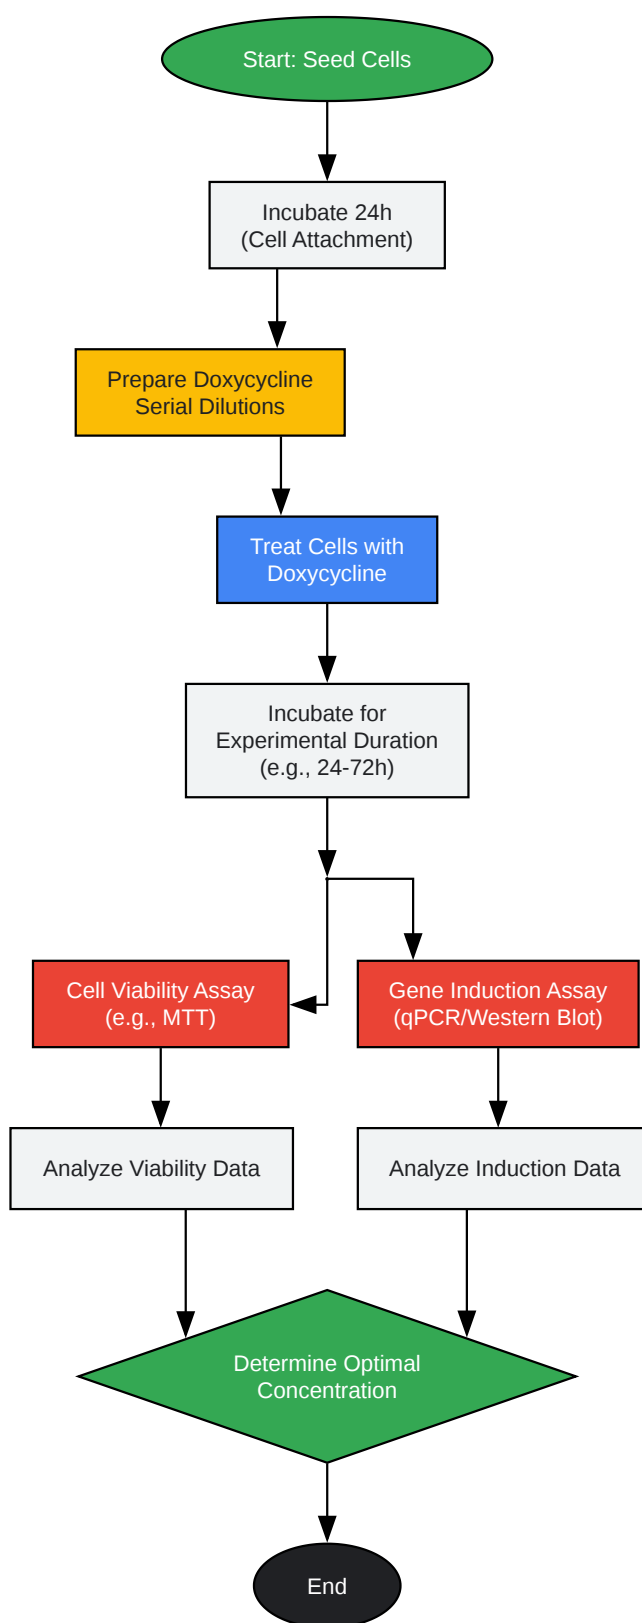 Start: Seed Cells
Incubate 24h
(Cell Attachment)
Prepare Doxycycline
Serial Dilutions
Treat Cells with
Doxycycline
Incubate for
Experimental Duration
(e.g., 24-72h)
Cell Viability Assay
(e.g., MTT)
Gene Induction Assay
(qPCR/Western Blot)
Analyze Viability Data
Analyze Induction Data
Determine Optimal
Concentration
End